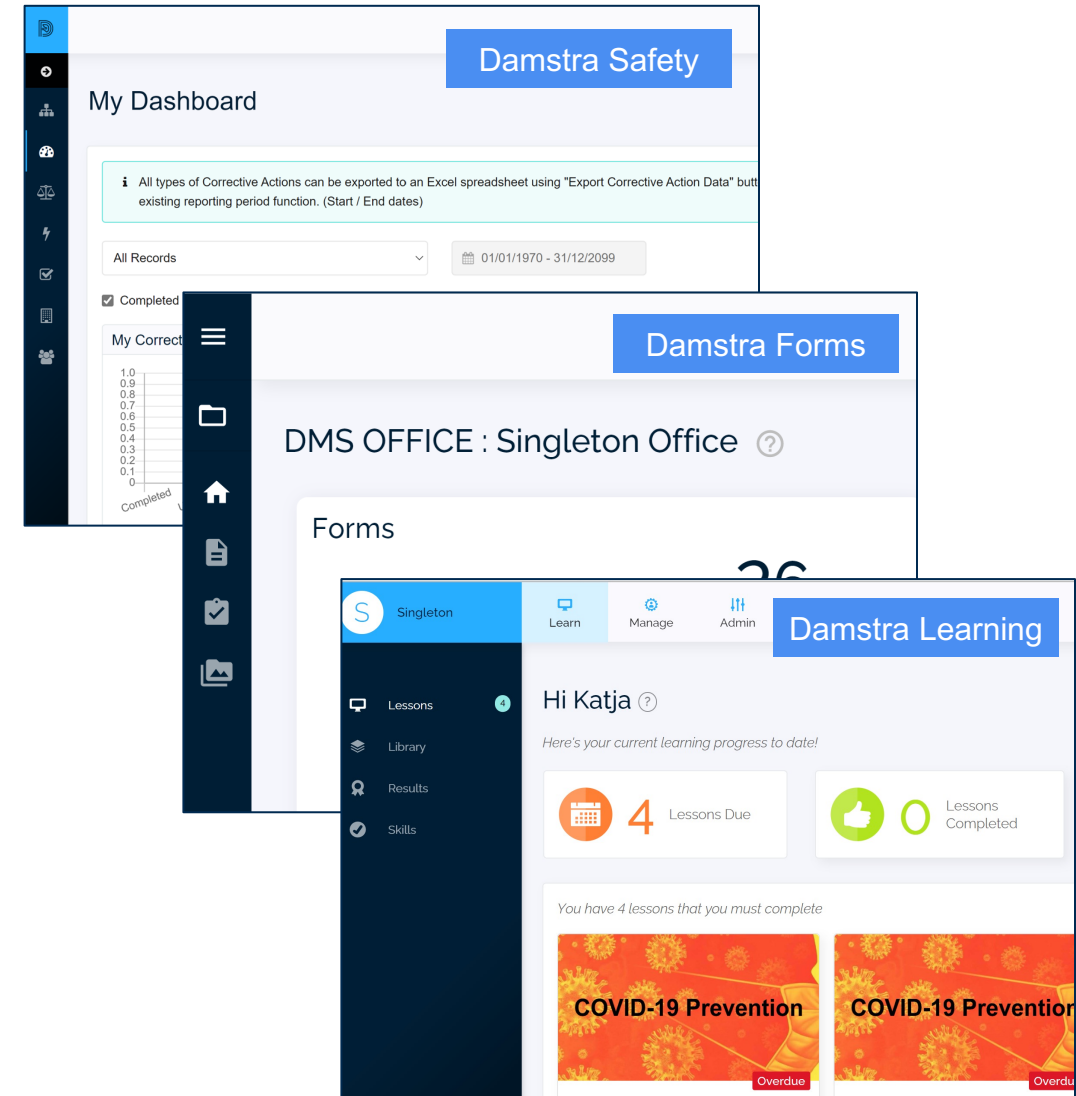 Damstra Safety
My Dashboard
All types of Corrective Actions can be exported to an Excel spreadsheet using "Export Corrective Action Data"
existing reporting period function. (Start / End dates)
All Records
01/01/1970 - 31/12/2099
Completed
My
1.0
0.9
0.8
0.7
0.6
0.5
0.4
0.3
0.2
0.1
0
Completed
Damstra Forms
DMS OFFICE : Singleton Office
?
Forms
Damstra Learning
S
Singleton
Learn
Manage
Admin
Lessons
4
Library
Results
Skills
Hi Katja
?
Here's your current learning progress to date!
4 Lessons Due
0 Lessons
Completed
You have 4 lessons that you must complete
COVID-19 Prevention
Overdue
COVID-19 Prevention